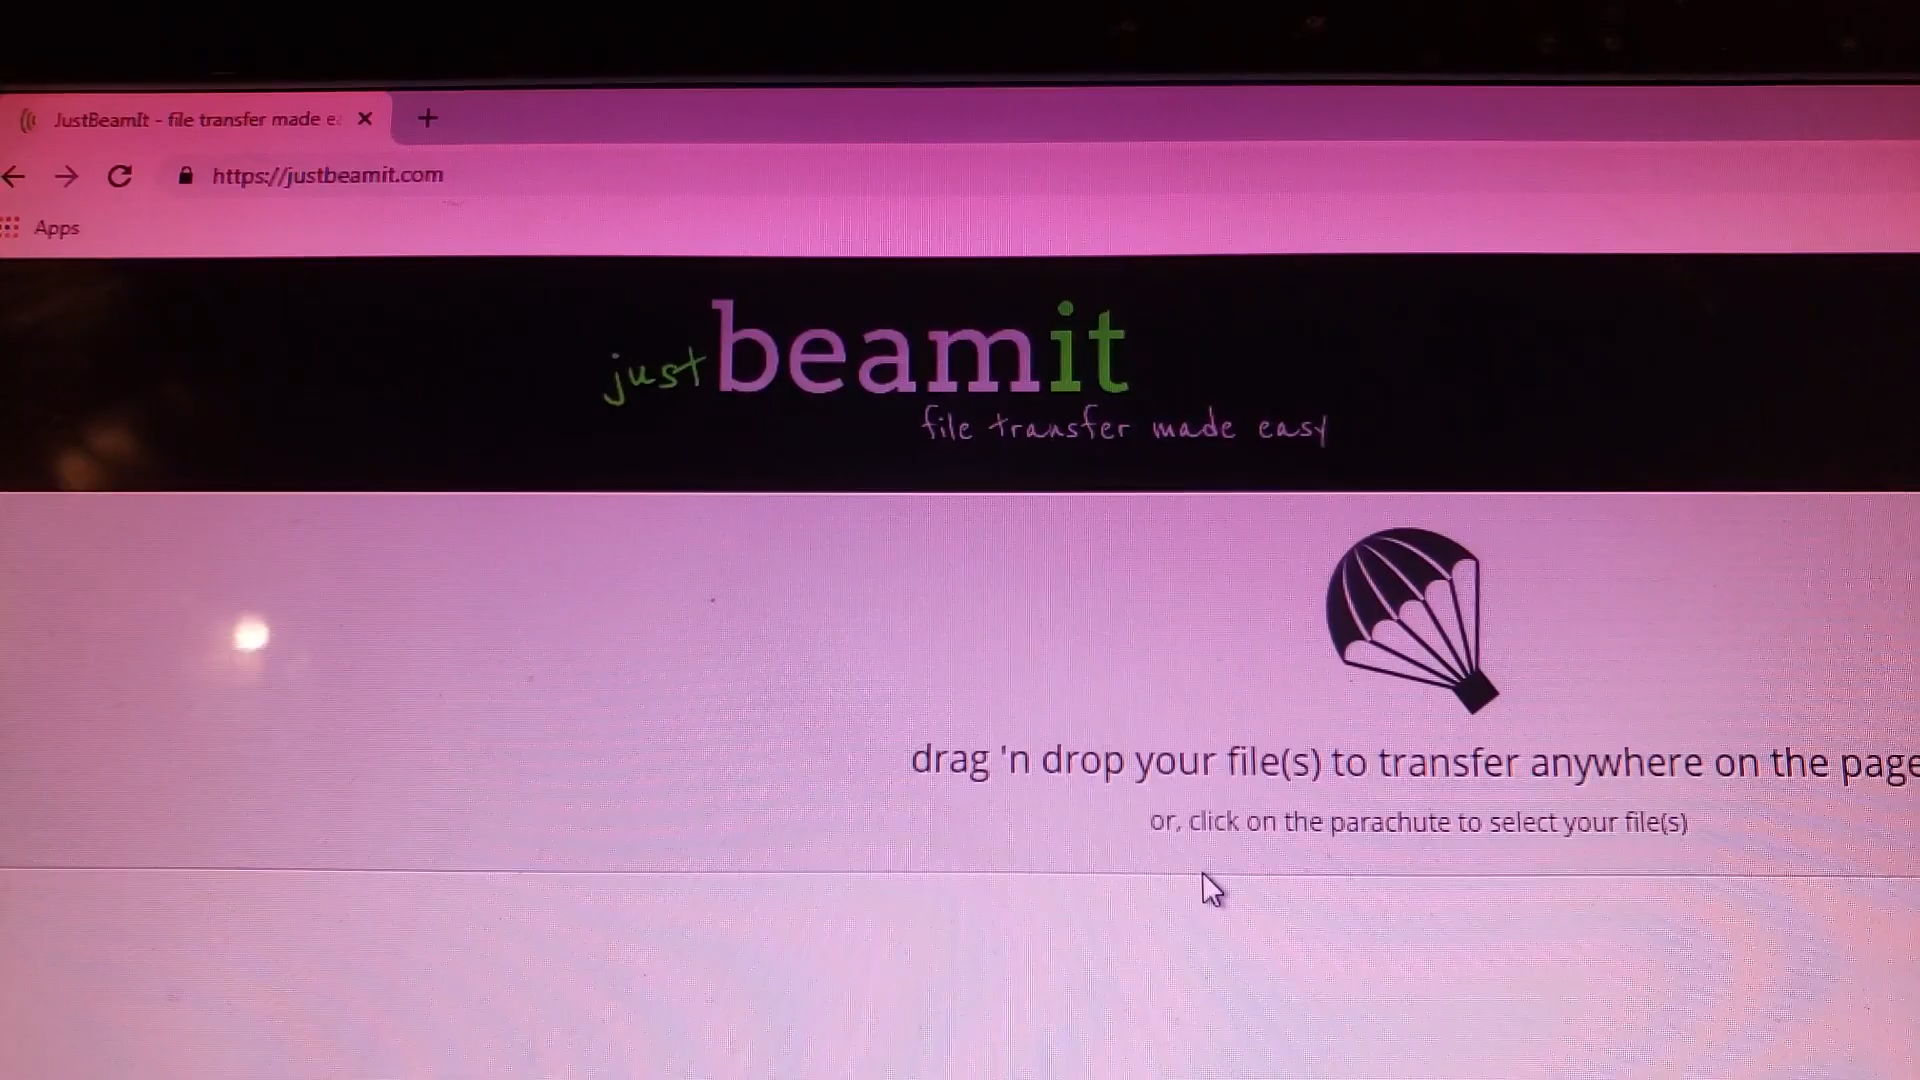 JustBeamIt - file transfer made e
https://justbeamit.com
Apps
just beamit
file transfer made easy
drag 'n drop your file(s) to transfer anywhere on the page
or, click on the parachute to select your file(s)